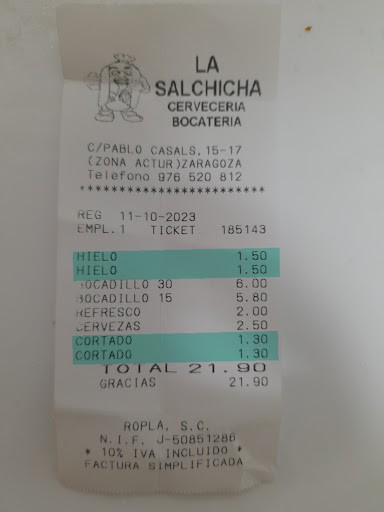 LA
SALCHICHA
CERVECERIA
BOCATERIA
C/PABLO CASALS, 15-17
(ZONA ACTUR)ZARAGOZA
Telefono 976 520 812
*************************
REG 11-10-2023
EMPL.1 TICKET 185143
HIELO 1.50
HIELO 1.50
BOCADILLO 30 6.00
BOCADILLO 15 5.80
REFRESCO 2.00
CERVEZAS 2.50
CORTADO 1.30
CORTADO 1.30
TOTAL 21.90
GRACIAS 21.90
ROPLA, S.C.
N.I.F. J-50851286
* 10% IVA INCLUIDO *
FACTURA SIMPLIFICADA